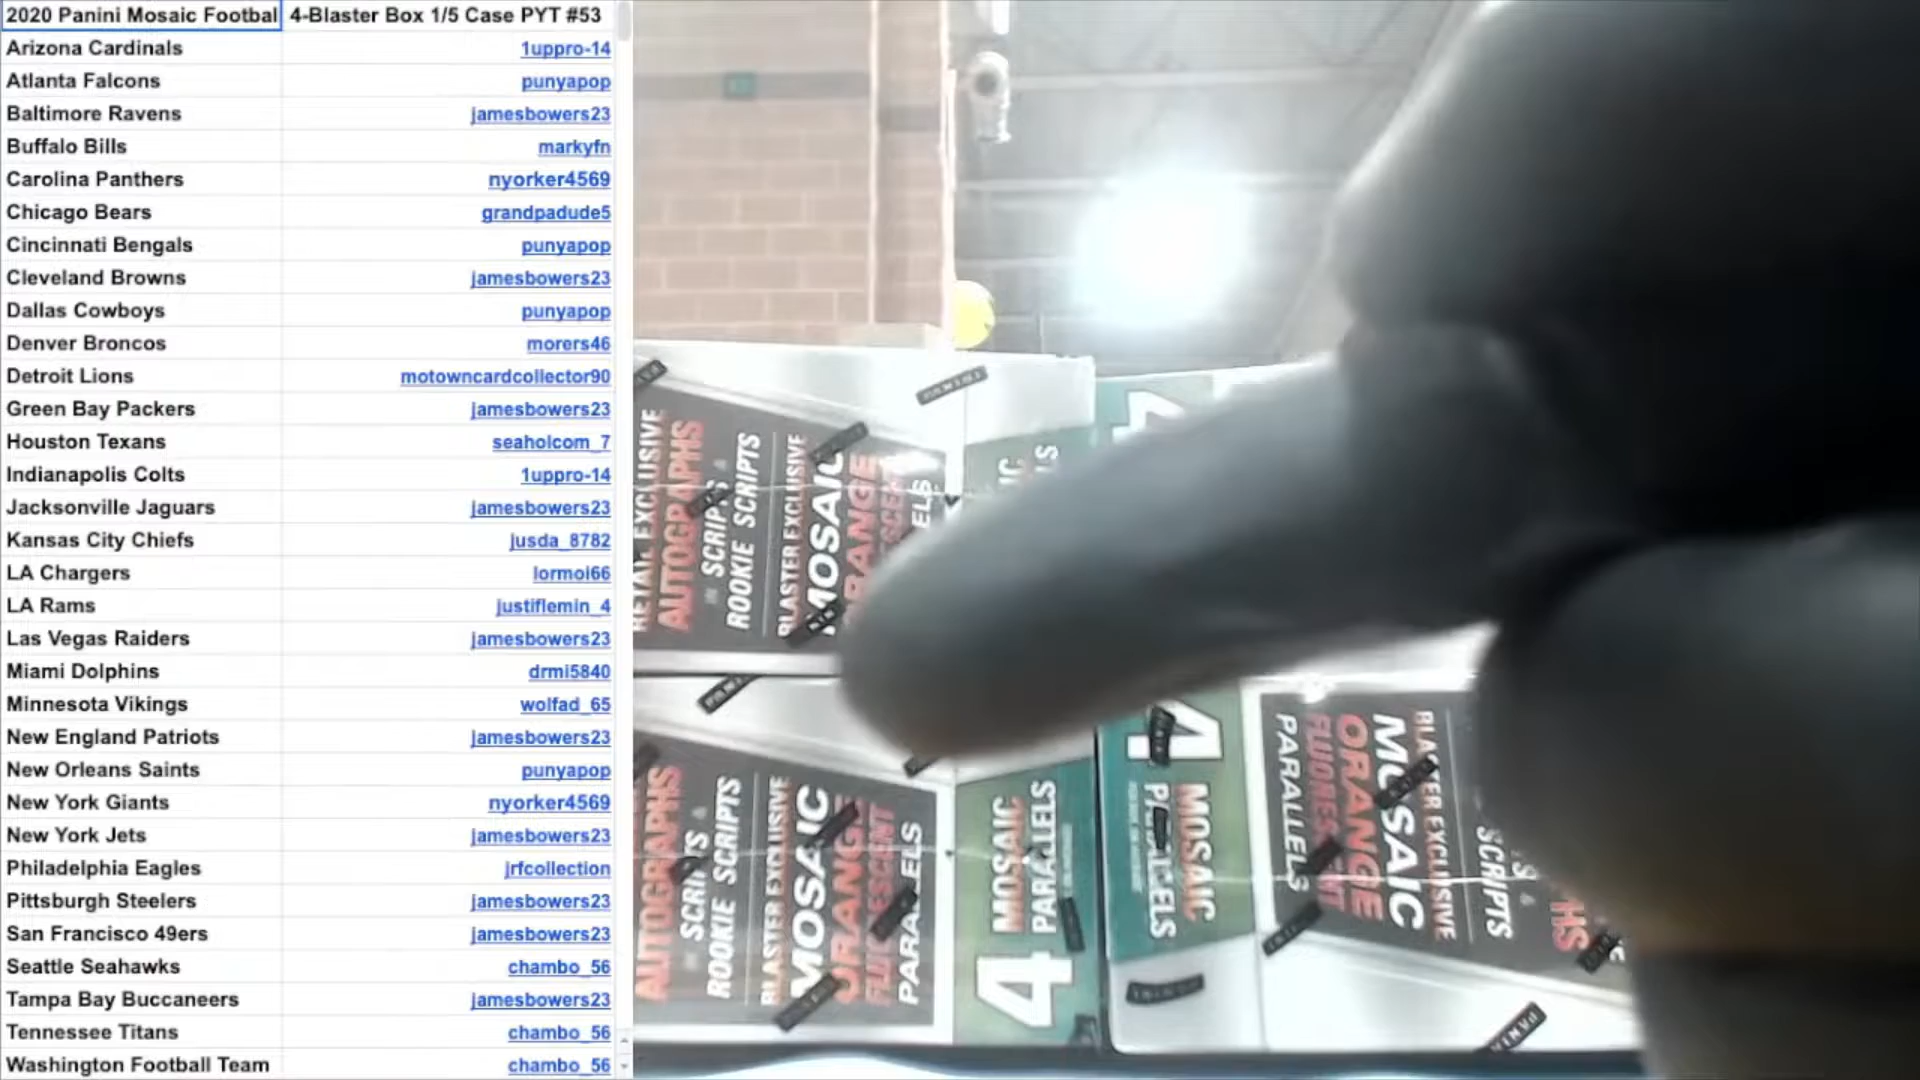 2020 Panini Mosaic Footbal 4-Blaster Box 1/5 Case PYT #53
Arizona Cardinals 1uppro-14
Atlanta Falcons punyapop
Baltimore Ravens jamesbowers23
Buffalo Bills markyfn
Carolina Panthers nyorker4569
Chicago Bears grandpadude5
Cincinnati Bengals punyapop
Cleveland Browns jamesbowers23
Dallas Cowboys punyapop
Denver Broncos morers46
Detroit Lions motowncardcollector90
Green Bay Packers jamesbowers23
Houston Texans seaholcom_7
Indianapolis Colts 1uppro-14
Jacksonville Jaguars jamesbowers23
Kansas City Chiefs jusda_8782
LA Chargers lormol66
LA Rams justiflemin_4
Las Vegas Raiders jamesbowers23
Miami Dolphins drmi5840
Minnesota Vikings wolfad_65
New England Patriots jamesbowers23
New Orleans Saints punyapop
New York Giants nyorker4569
New York Jets jamesbowers23
Philadelphia Eagles jrfcollection
Pittsburgh Steelers jamesbowers23
San Francisco 49ers jamesbowers23
Seattle Seahawks chambo_56
Tampa Bay Buccaneers jamesbowers23
Tennessee Titans chambo_56
Washington Football Team chambo_56
RETAIL EXCLUSIVE
AUTOGRAPHS
IN SCRIPTS &
ROOKIE SCRIPTS
BLASTER EXCLUSIVE
MOSAIC
ORANGE
PANINI
AUTOGRAPHS
IN SCRIPTS &
ROOKIE SCRIPTS
BLASTER EXCLUSIVE
MOSAIC
ORANGE
FLUORESCENT
PARALLELS
4 MOSAIC
PARALLELS
4 MOSAIC
PARALLELS
BLASTER EXCLUSIVE
MOSAIC
ORANGE
FLUORESCENT
PARALLELS
SCRIPTS